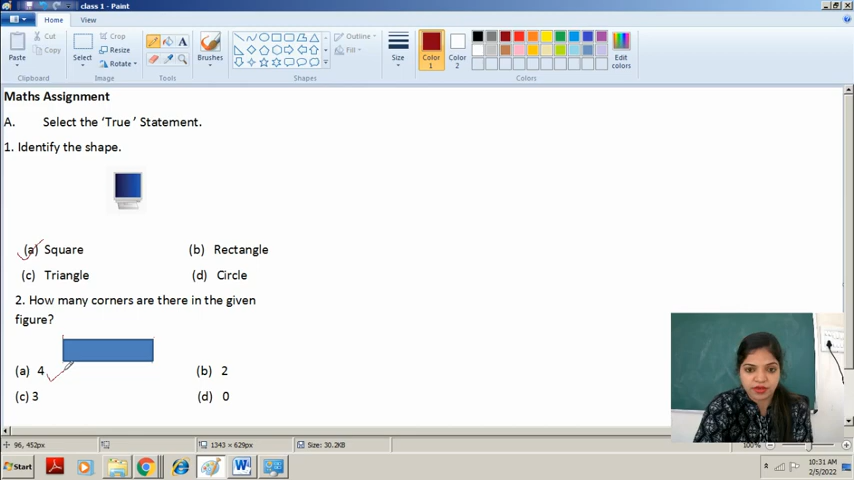 class 1 - Paint
Home View
Cut
Copy
Paste
Clipboard
Crop
Resize
Rotate
Select
Image
A
Tools
Brushes
Shapes
Outline
Fill
Size
Color 1
Color 2
Colors
Edit colors
Maths Assignment
A. Select the 'True ' Statement.
1. Identify the shape.
(a) Square (b) Rectangle
(c) Triangle (d) Circle
2. How many corners are there in the given
figure?
(a) 4 (b) 2
(c) 3 (d) 0
96, 452px
1343 × 629px
Size: 30.2KB
100%
Start
W
10:31 AM
2/5/2022